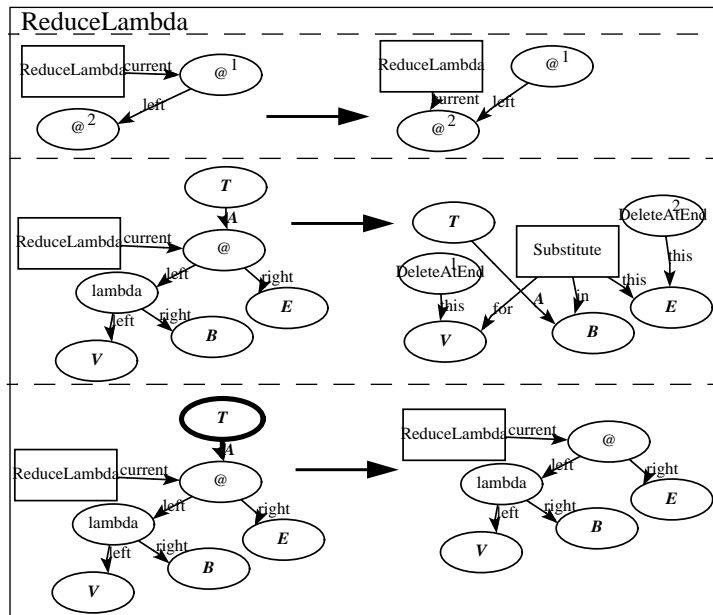 ReduceLambda
ReduceLambda current @1
left
@2
ReduceLambda @1
current left
@2
T
A
ReduceLambda current @
left right
lambda E
left right
V B
T DeleteAtEnd2
Substitute
DeleteAtEnd1 this
this for A in this E
V B
T
A
ReduceLambda current @
left right
lambda E
left right
V B
ReduceLambda current @
left right
lambda E
left right
V B